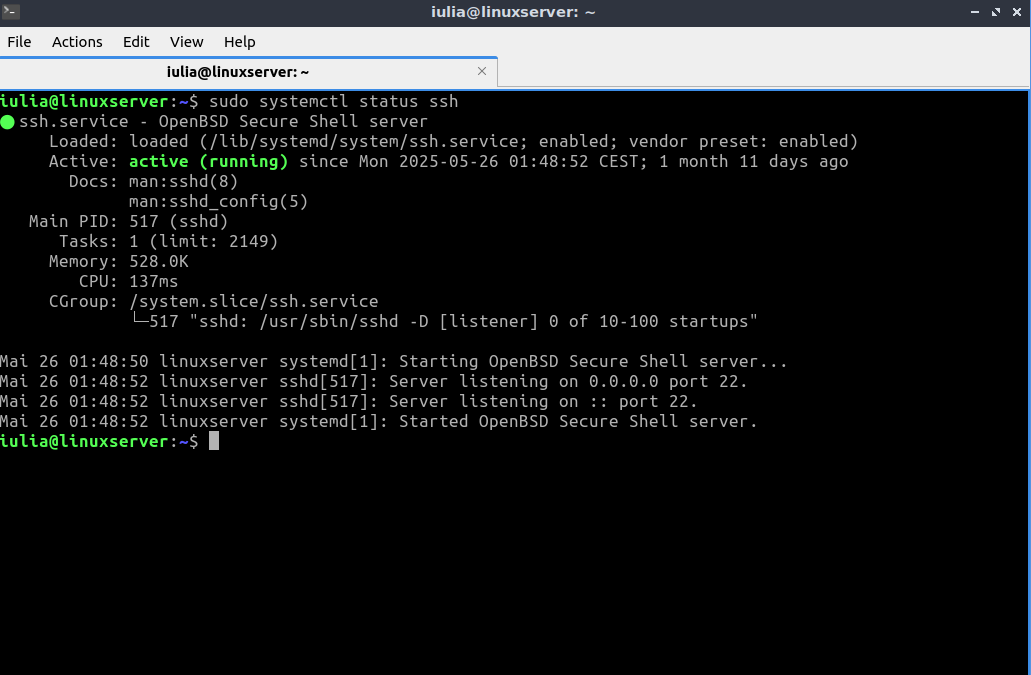 iulia@linuxserver: ~
File Actions Edit View Help
iulia@linuxserver: ~
iulia@linuxserver:~$ sudo systemctl status ssh
● ssh.service - OpenBSD Secure Shell server
     Loaded: loaded (/lib/systemd/system/ssh.service; enabled; vendor preset: enabled)
     Active: active (running) since Mon 2025-05-26 01:48:52 CEST; 1 month 11 days ago
       Docs: man:sshd(8)
             man:sshd_config(5)
   Main PID: 517 (sshd)
      Tasks: 1 (limit: 2149)
     Memory: 528.0K
        CPU: 137ms
     CGroup: /system.slice/ssh.service
             └─517 "sshd: /usr/sbin/sshd -D [listener] 0 of 10-100 startups"
Mai 26 01:48:50 linuxserver systemd[1]: Starting OpenBSD Secure Shell server...
Mai 26 01:48:52 linuxserver sshd[517]: Server listening on 0.0.0.0 port 22.
Mai 26 01:48:52 linuxserver sshd[517]: Server listening on :: port 22.
Mai 26 01:48:52 linuxserver systemd[1]: Started OpenBSD Secure Shell server.
iulia@linuxserver:~$